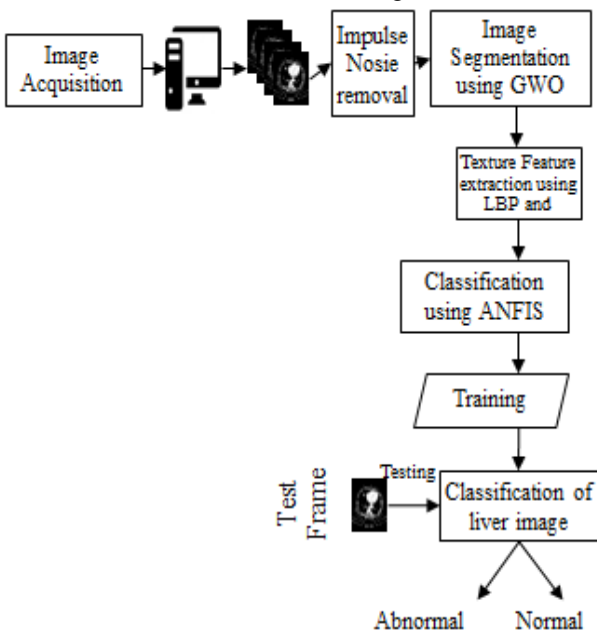 Image
Acquisition
Impulse
Nosie
removal
Image
Segmentation
using GWO
Texture Feature
extraction using
LBP and
Classification
using ANFIS
Training
Test
Frame
Testing
Classification of
liver image
Abnormal
Normal